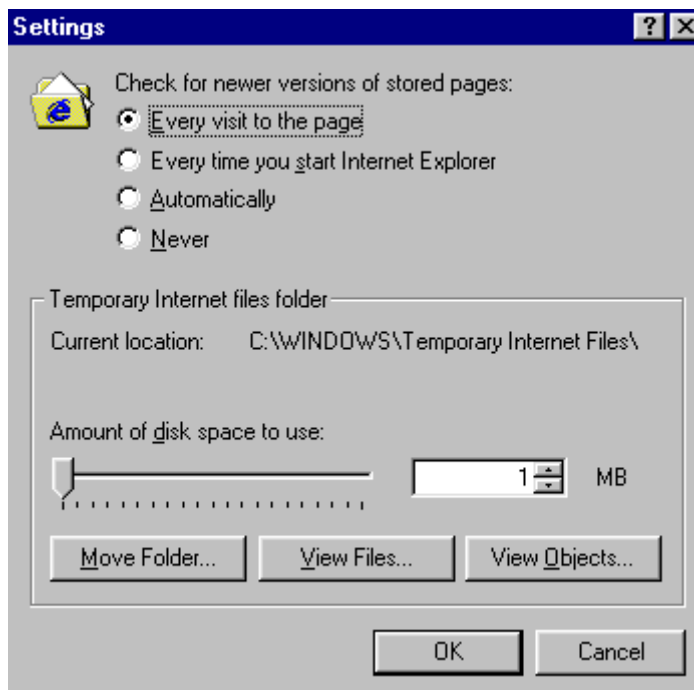 Settings
Check for newer versions of stored pages:
Every visit to the page
Every time you start Internet Explorer
Automatically
Never
Temporary Internet files folder
Current location: C:\WINDOWS\Temporary Internet Files\
Amount of disk space to use:
1 MB
Move Folder... View Files... View Objects...
OK Cancel